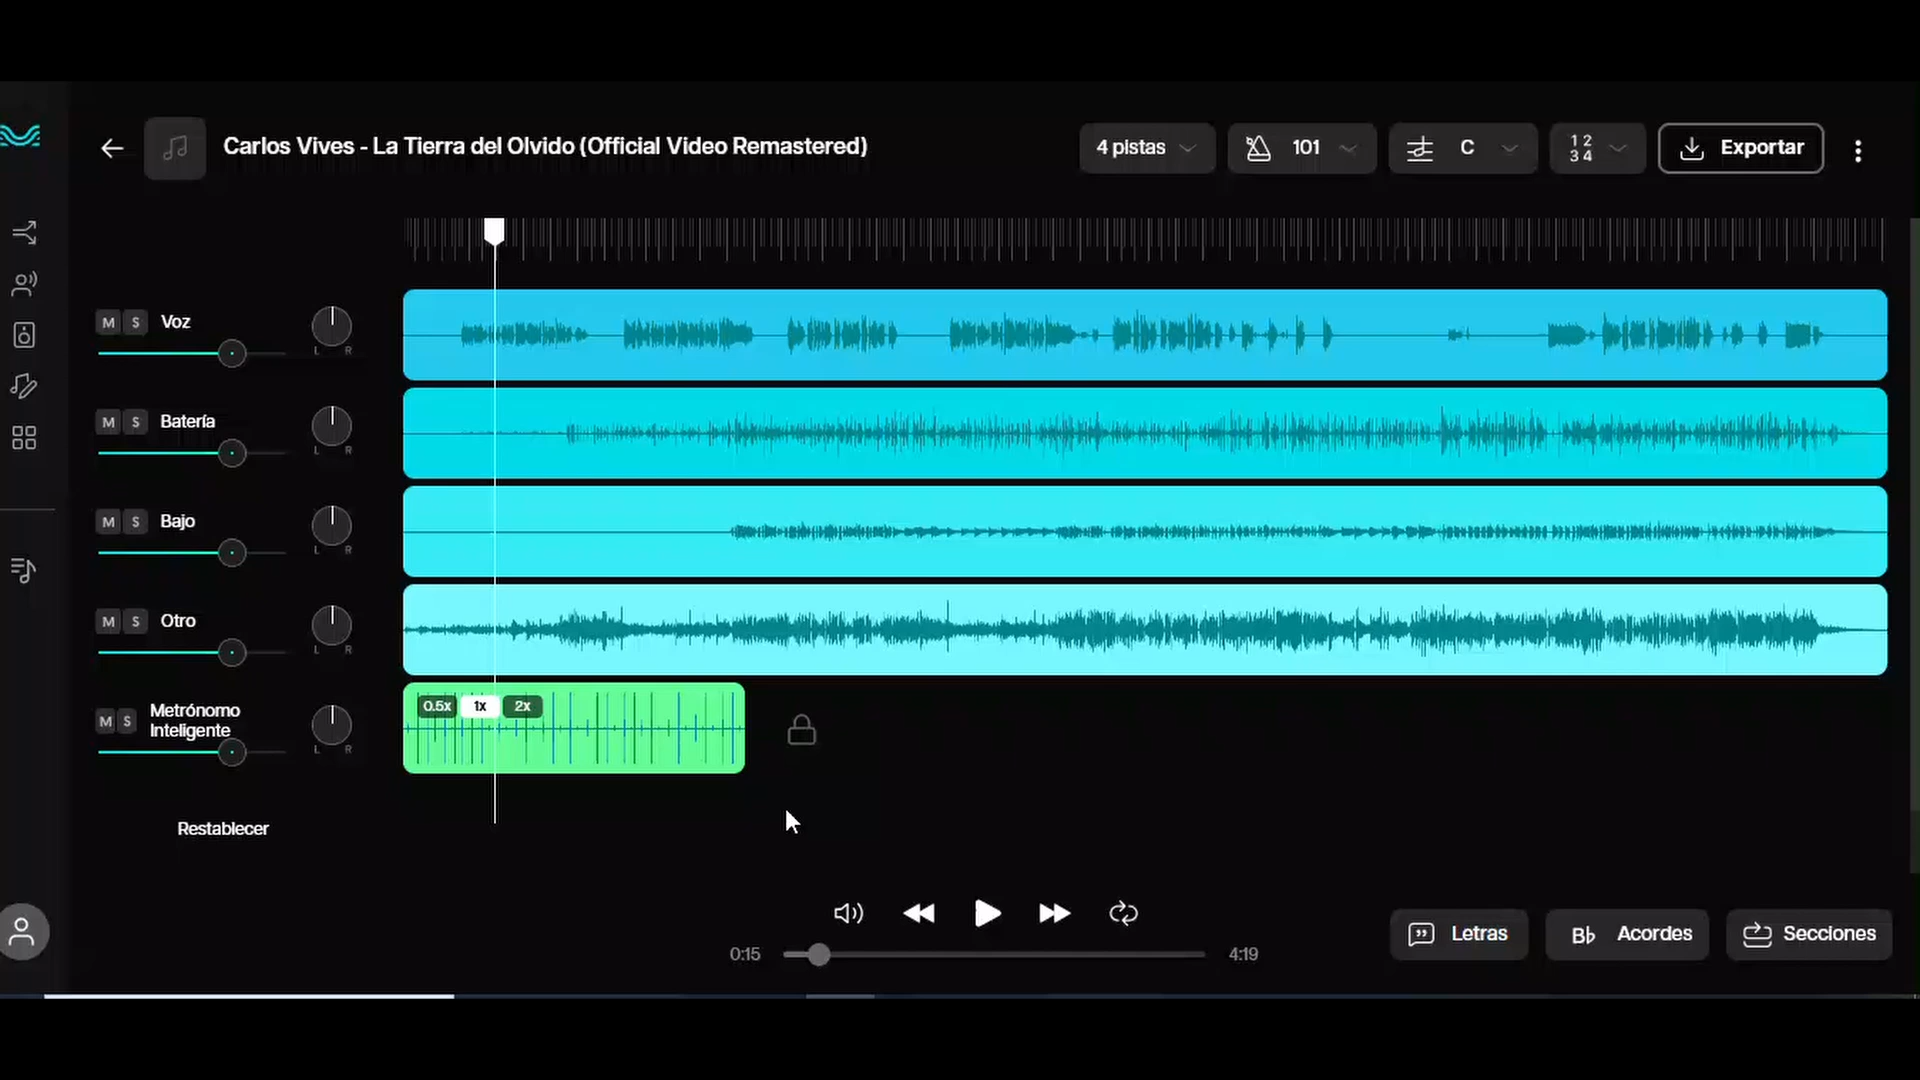 Carlos Vives - La Tierra del Olvido (Official Video Remastered)
4 pistas
101
C
1 2
3 4
Exportar
M S Voz
L R
M S Batería
L R
M S Bajo
L R
M S Otro
L R
M S Metrónomo
Inteligente
L R
0.5x 1x 2x
Restablecer
0:15
4:19
Letras
B♭ Acordes
Secciones